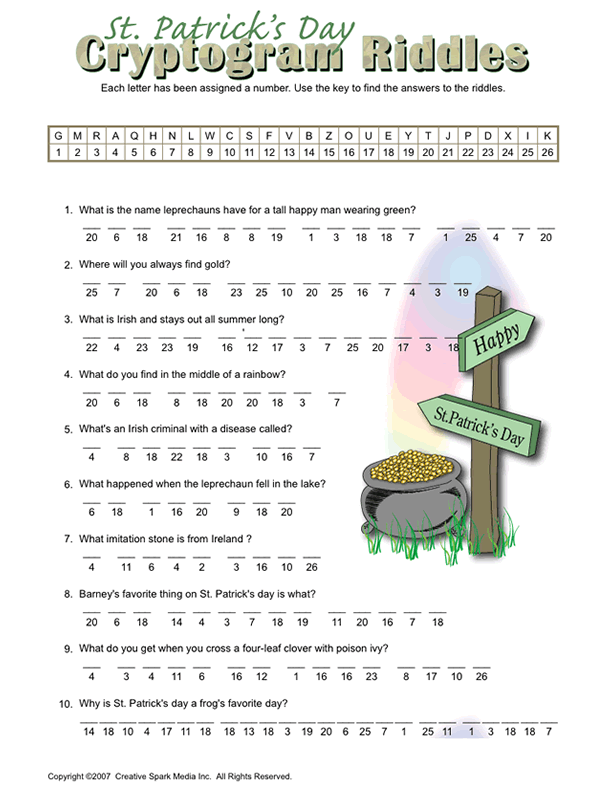 St. Patrick's Day
Cryptogram Riddles
Each letter has been assigned a number. Use the key to find the answers to the riddles.
G M R A Q H N L W C S F V B Z O U E Y T J P D X I K
1 2 3 4 5 6 7 8 9 10 11 12 13 14 15 16 17 18 19 20 21 22 23 24 25 26
1. What is the name leprechauns have for a tall happy man wearing green?
20 6 18 21 16 8 8 19 1 3 18 18 7 1 25 4 7 20
2. Where will you always find gold?
25 7 20 6 18 23 25 10 20 25 16 7 4 3 19
3. What is Irish and stays out all summer long?
'
22 4 23 23 19 16 12 3 7 25 20 17 3 18
Happy
4. What do you find in the middle of a rainbow?
20 6 18 8 18 20 20 18 3 7
St.Patrick's Day
5. What's an Irish criminal with a disease called?
4 8 18 22 18 3 10 16 7
6. What happened when the leprechaun fell in the lake?
6 18 1 16 20 9 18 20
7. What imitation stone is from Ireland ?
4 11 6 4 2 3 16 10 26
8. Barney's favorite thing on St. Patrick's day is what?
20 6 18 14 4 3 7 18 19 11 20 16 7 18
9. What do you get when you cross a four-leaf clover with poison ivy?
4 3 4 11 6 16 12 1 16 16 23 8 17 10 26
10. Why is St. Patrick's day a frog's favorite day?
14 18 10 4 17 11 18 25 11 1 3 18 18 7
Copyright ©2007 Creative Spark Media Inc. All Rights Reserved.